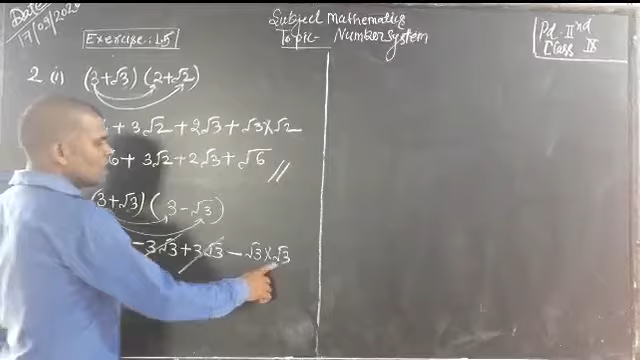 Date
17/09/2020
Subject Mathematics
Topic- Number System
Pd - IInd
Class IX
Exercise:1.5
2 (i) (3+√3) (2+√2)
+ 3√2 + 2√3 + √3×√2
6 + 3√2 + 2√3 + √6 //
(3+√3) (3-√3)
- 3√3 + 3√3 - √3×√3